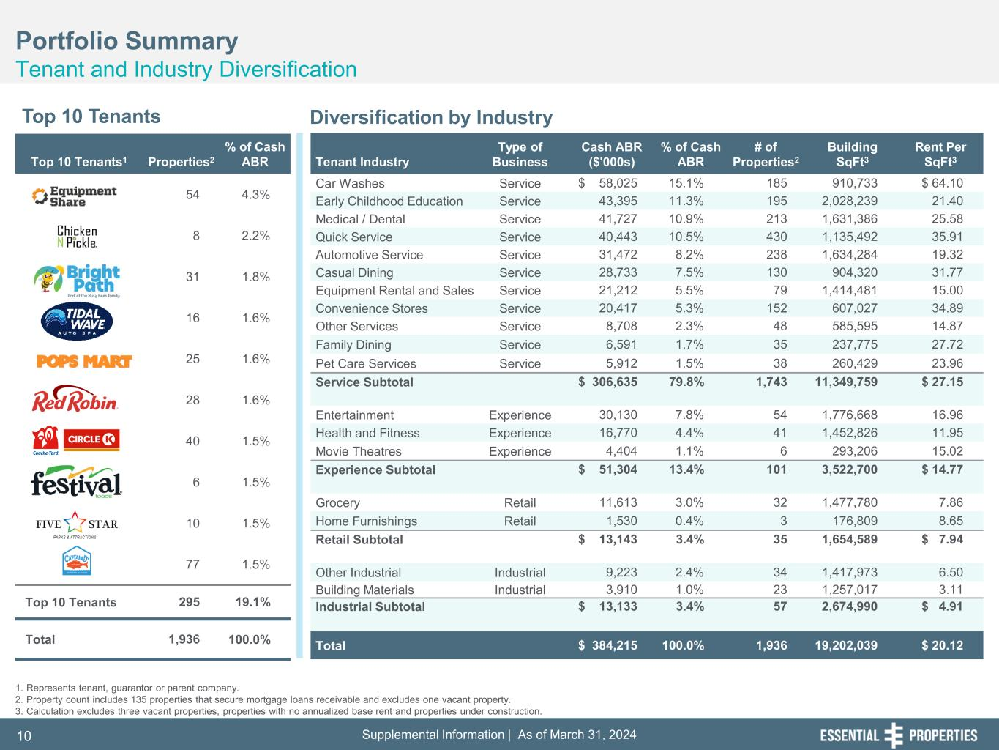 Portfolio Summary
Tenant and Industry Diversification
Top 10 Tenants
% of Cash
Top 10 Tenants1 Properties2 ABR
Equipment Share 54 4.3%
Chicken N Pickle. 8 2.2%
Bright Path Part of the Busy Bees family 31 1.8%
TIDAL WAVE AUTO SPA 16 1.6%
POPS MART 25 1.6%
Red Robin 28 1.6%
Couche-Tard CIRCLE K 40 1.5%
festival foods 6 1.5%
FIVE STAR PARKS & ATTRACTIONS 10 1.5%
CAPTAIN D's 77 1.5%
Top 10 Tenants 295 19.1%
Total 1,936 100.0%
Diversification by Industry
Type of Cash ABR % of Cash # of Building Rent Per
Tenant Industry Business ($'000s) ABR Properties2 SqFt3 SqFt3
Car Washes Service $ 58,025 15.1% 185 910,733 $ 64.10
Early Childhood Education Service 43,395 11.3% 195 2,028,239 21.40
Medical / Dental Service 41,727 10.9% 213 1,631,386 25.58
Quick Service Service 40,443 10.5% 430 1,135,492 35.91
Automotive Service Service 31,472 8.2% 238 1,634,284 19.32
Casual Dining Service 28,733 7.5% 130 904,320 31.77
Equipment Rental and Sales Service 21,212 5.5% 79 1,414,481 15.00
Convenience Stores Service 20,417 5.3% 152 607,027 34.89
Other Services Service 8,708 2.3% 48 585,595 14.87
Family Dining Service 6,591 1.7% 35 237,775 27.72
Pet Care Services Service 5,912 1.5% 38 260,429 23.96
Service Subtotal $ 306,635 79.8% 1,743 11,349,759 $ 27.15
Entertainment Experience 30,130 7.8% 54 1,776,668 16.96
Health and Fitness Experience 16,770 4.4% 41 1,452,826 11.95
Movie Theatres Experience 4,404 1.1% 6 293,206 15.02
Experience Subtotal $ 51,304 13.4% 101 3,522,700 $ 14.77
Grocery Retail 11,613 3.0% 32 1,477,780 7.86
Home Furnishings Retail 1,530 0.4% 3 176,809 8.65
Retail Subtotal $ 13,143 3.4% 35 1,654,589 $ 7.94
Other Industrial Industrial 9,223 2.4% 34 1,417,973 6.50
Building Materials Industrial 3,910 1.0% 23 1,257,017 3.11
Industrial Subtotal $ 13,133 3.4% 57 2,674,990 $ 4.91
Total $ 384,215 100.0% 1,936 19,202,039 $ 20.12
1. Represents tenant, guarantor or parent company.
2. Property count includes 135 properties that secure mortgage loans receivable and excludes one vacant property.
3. Calculation excludes three vacant properties, properties with no annualized base rent and properties under construction.
10
Supplemental Information | As of March 31, 2024
ESSENTIAL PROPERTIES